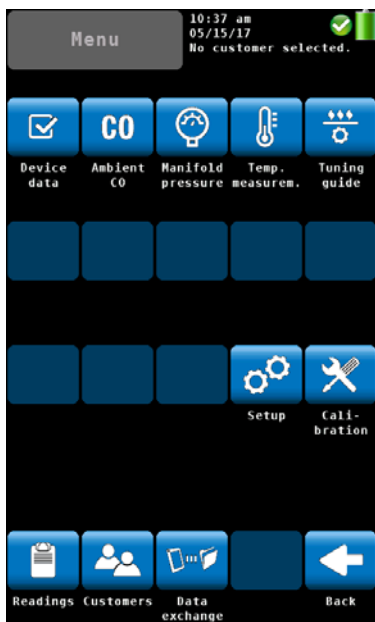 Menu
10:37 am
05/15/17
No customer selected.
CO
Device data
Ambient CO
Manifold pressure
Temp. measurem.
Tuning guide
Setup
Cali-
bration
Readings
Customers
Data exchange
Back